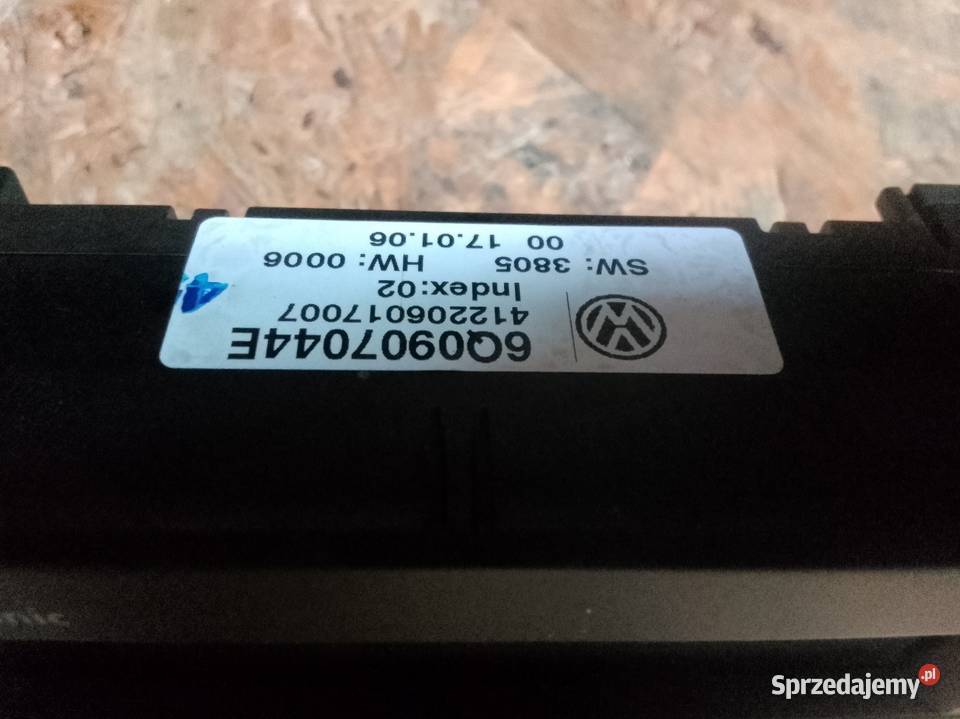 6Q0907044E
412206017007
Index:02
SW: 3805 HW: 0006
00 17.01.06
Sprzedajemy.pl